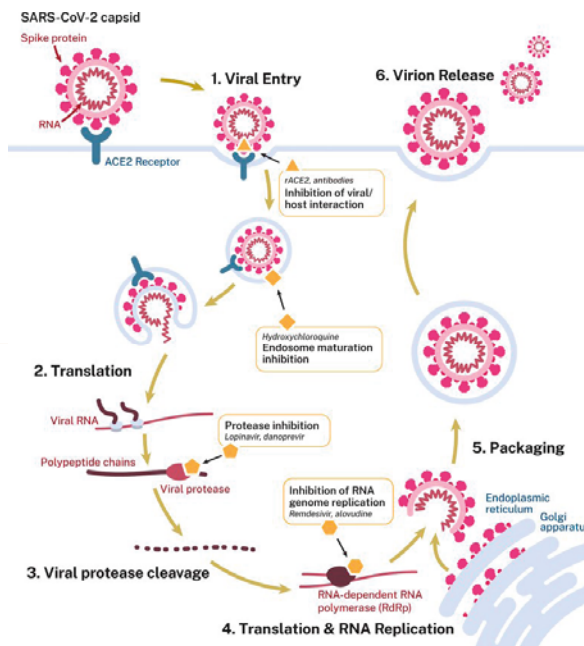 SARS-CoV-2 capsid
Spike protein
RNA
ACE2 Receptor
1. Viral Entry
rACE2, antibodies
Inhibition of viral/
host interaction
Hydroxychloroquine
Endosome maturation
inhibition
2. Translation
Viral RNA
Polypeptide chains
Viral protease
Protease inhibition
Lopinavir, danoprevir
3. Viral protease cleavage
Inhibition of RNA
genome replication
Remdesivir, alovudine
RNA-dependent RNA
polymerase (RdRp)
4. Translation & RNA Replication
5. Packaging
Endoplasmic
reticulum
Golgi
apparatu
6. Virion Release